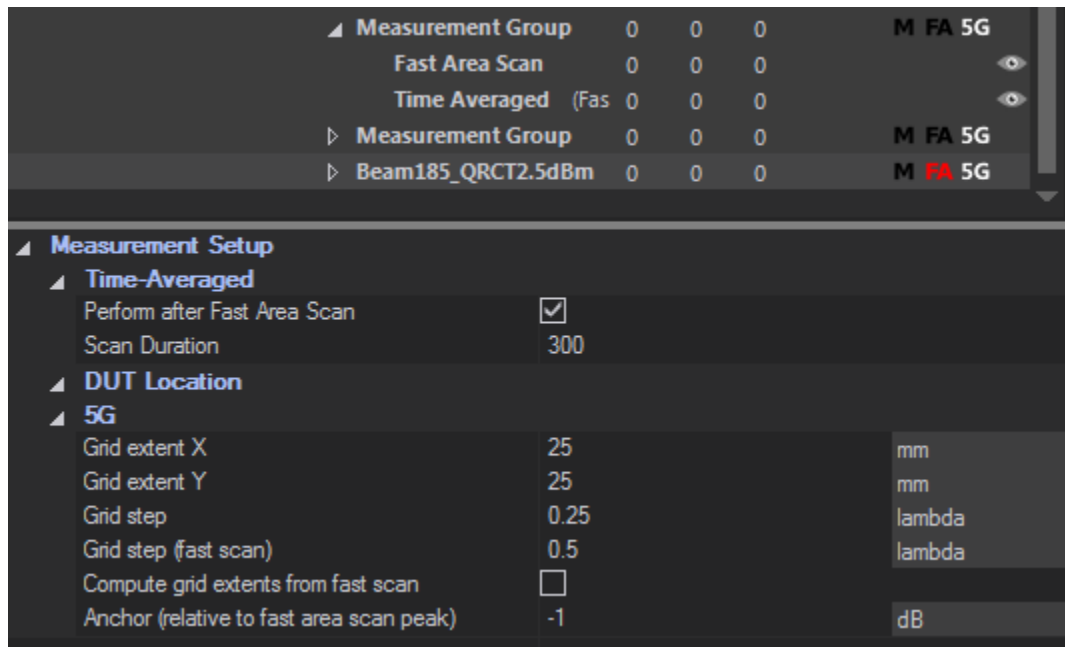 Measurement Group 0 0 0 M FA 5G
Fast Area Scan 0 0 0
Time Averaged (Fas 0 0 0
Measurement Group 0 0 0 M FA 5G
Beam185_QRCT2.5dBm 0 0 0 M FA 5G
Measurement Setup
Time-Averaged
Perform after Fast Area Scan
Scan Duration 300
DUT Location
5G
Grid extent X 25 mm
Grid extent Y 25 mm
Grid step 0.25 lambda
Grid step (fast scan) 0.5 lambda
Compute grid extents from fast scan
Anchor (relative to fast area scan peak) -1 dB